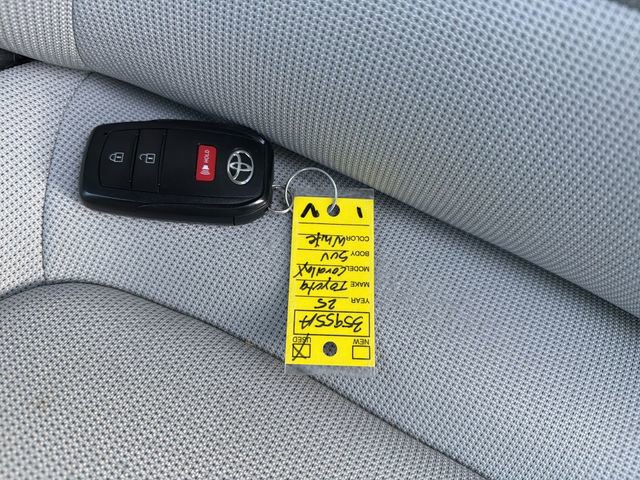 HOLD
NEW USED
35955A
YEAR 25
MAKE Toyota
MODEL CorollaX
BODY SUV
COLOR White